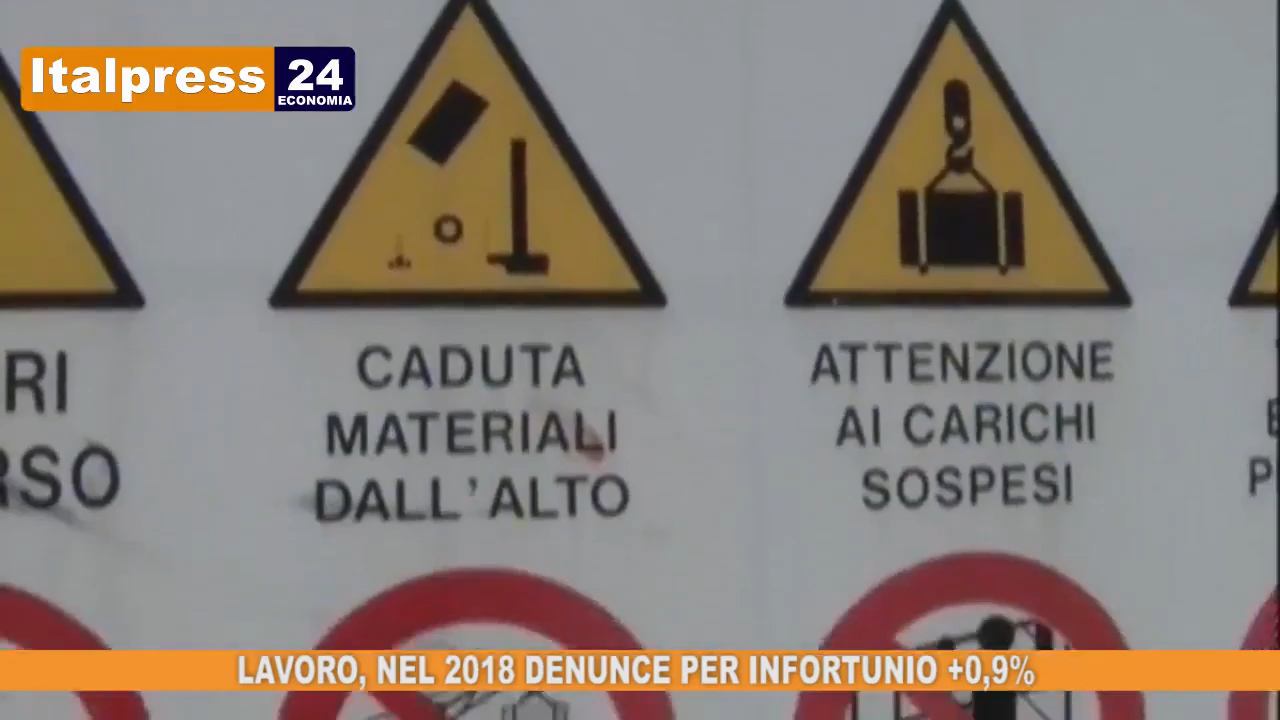 Italpress 24
ECONOMIA
RI
RSO
CADUTA
MATERIALI
DALL'ALTO
ATTENZIONE
AI CARICHI
SOSPESI
LAVORO, NEL 2018 DENUNCE PER INFORTUNIO +0,9%